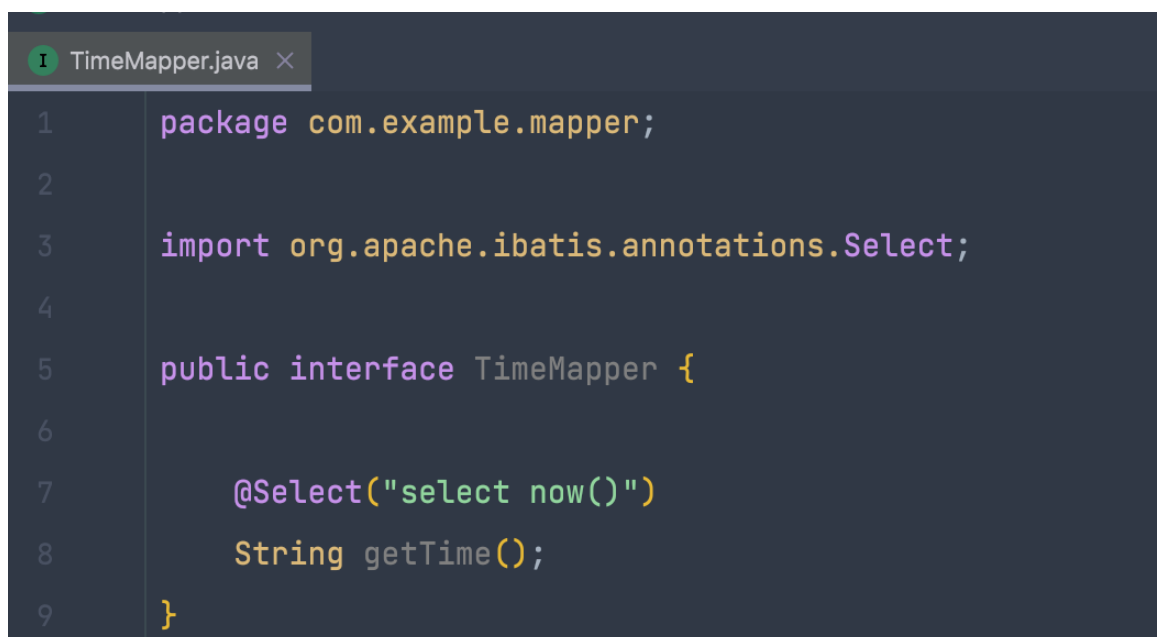 I TimeMapper.java ×
1 package com.example.mapper;
2
3 import org.apache.ibatis.annotations.Select;
4
5 public interface TimeMapper {
6
7 @Select("select now()")
8 String getTime();
9 }